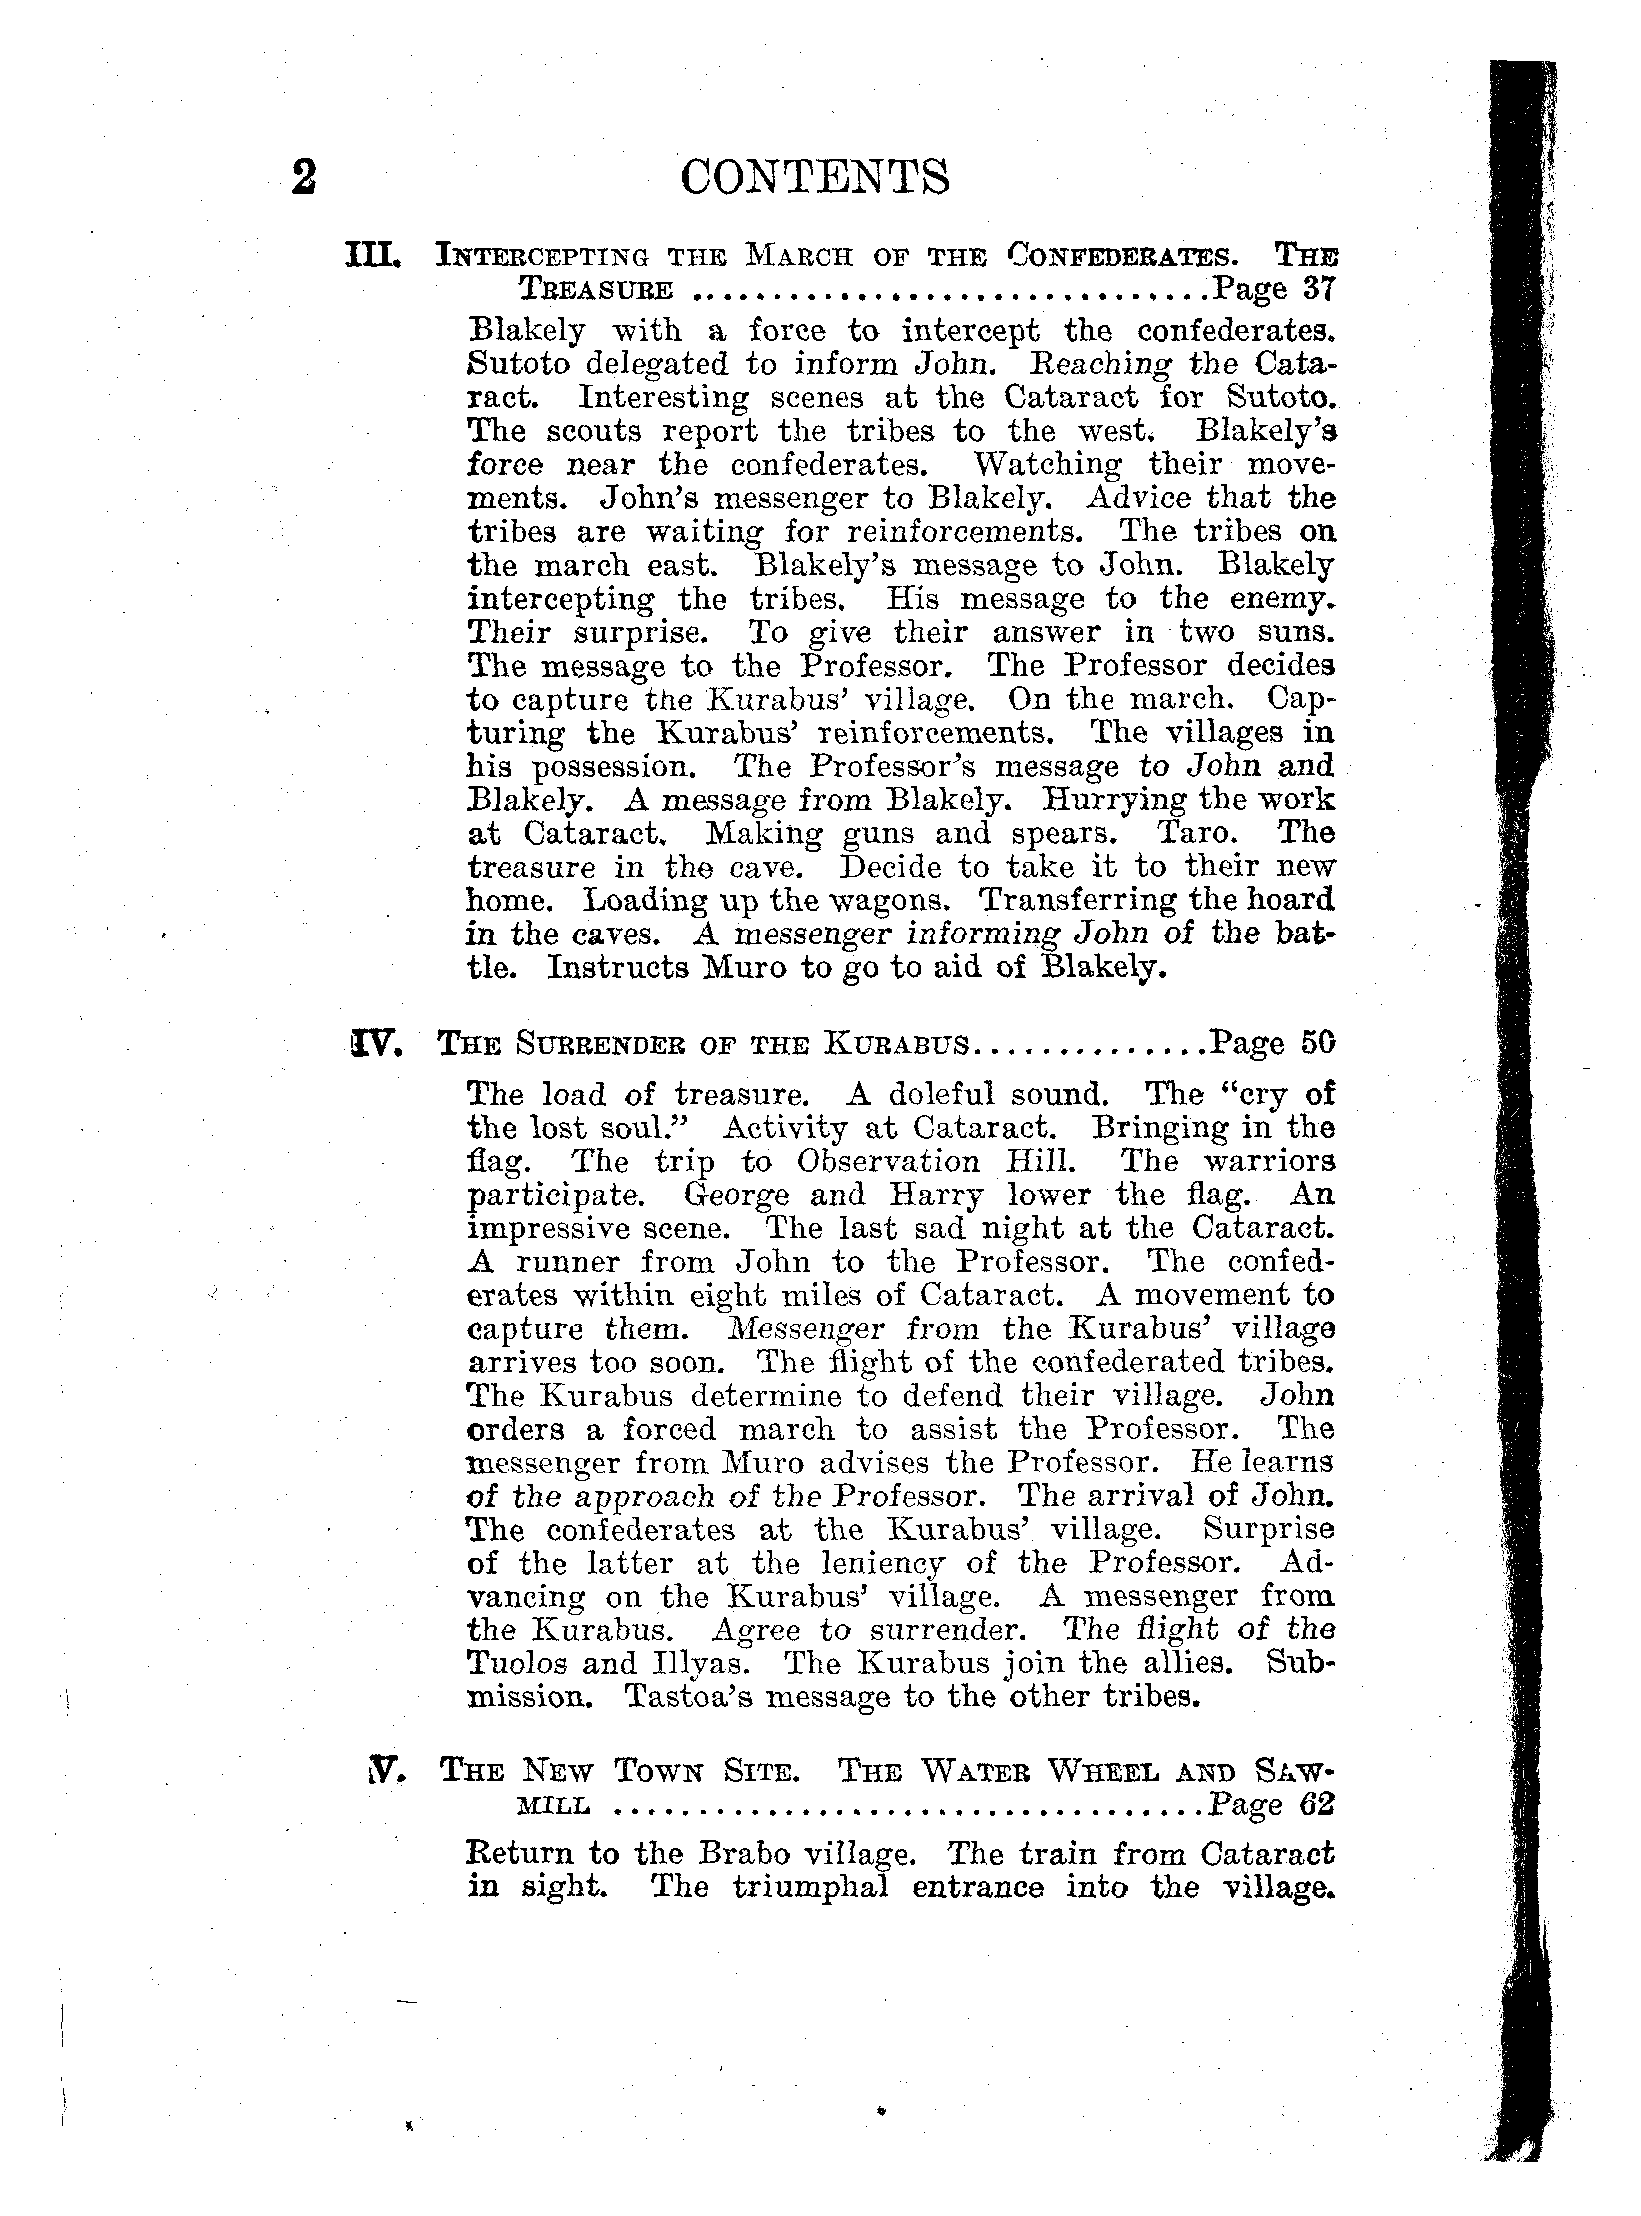 2 CONTENTS
III. Intercepting the March of the Confederates. The
Treasure ...............................Page 37
Blakely with a force to intercept the confederates.
Sutoto delegated to inform John. Reaching the Cata-
ract. Interesting scenes at the Cataract for Sutoto.
The scouts report the tribes to the west. Blakely's
force near the confederates. Watching their move-
ments. John's messenger to Blakely. Advice that the
tribes are waiting for reinforcements. The tribes on
the march east. Blakely's message to John. Blakely
intercepting the tribes. His message to the enemy.
Their surprise. To give their answer in two suns.
The message to the Professor. The Professor decides
to capture the Kurabus' village. On the march. Cap-
turing the Kurabus' reinforcements. The villages in
his possession. The Professor's message to John and
Blakely. A message from Blakely. Hurrying the work
at Cataract. Making guns and spears. Taro. The
treasure in the cave. Decide to take it to their new
home. Loading up the wagons. Transferring the hoard
in the caves. A messenger informing John of the bat-
tle. Instructs Muro to go to aid of Blakely.
IV. The Surrender of the Kurabus..............Page 50
The load of treasure. A doleful sound. The "cry of
the lost soul." Activity at Cataract. Bringing in the
flag. The trip to Observation Hill. The warriors
participate. George and Harry lower the flag. An
impressive scene. The last sad night at the Cataract.
A runner from John to the Professor. The confed-
erates within eight miles of Cataract. A movement to
capture them. Messenger from the Kurabus' village
arrives too soon. The flight of the confederated tribes.
The Kurabus determine to defend their village. John
orders a forced march to assist the Professor. The
messenger from Muro advises the Professor. He learns
of the approach of the Professor. The arrival of John.
The confederates at the Kurabus' village. Surprise
of the latter at the leniency of the Professor. Ad-
vancing on the Kurabus' village. A messenger from
the Kurabus. Agree to surrender. The flight of the
Tuolos and Illyas. The Kurabus join the allies. Sub-
mission. Tastoa's message to the other tribes.
V. The New Town Site. The Water Wheel and Saw-
mill ...................................Page 62
Return to the Brabo village. The train from Cataract
in sight. The triumphal entrance into the village.